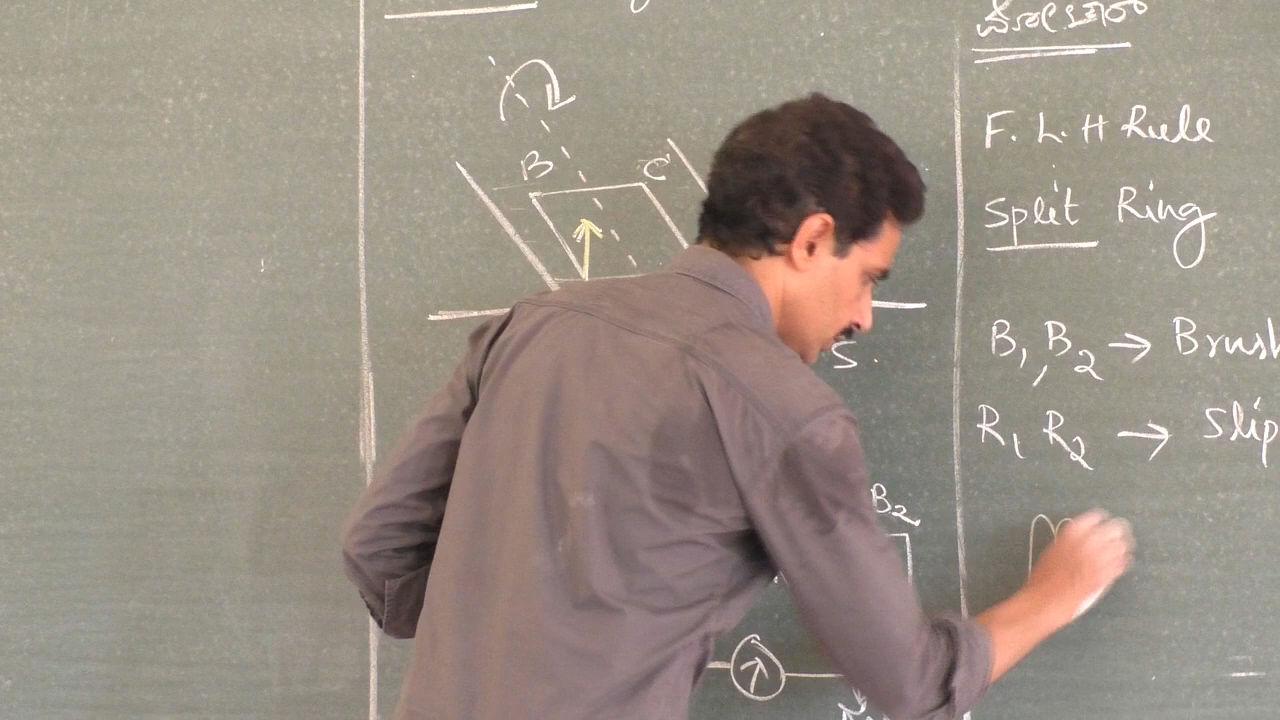 B C
S.
B2
F. L. H Rule
Split Ring
B1, B2 → Brush
R1 R2 → Slip